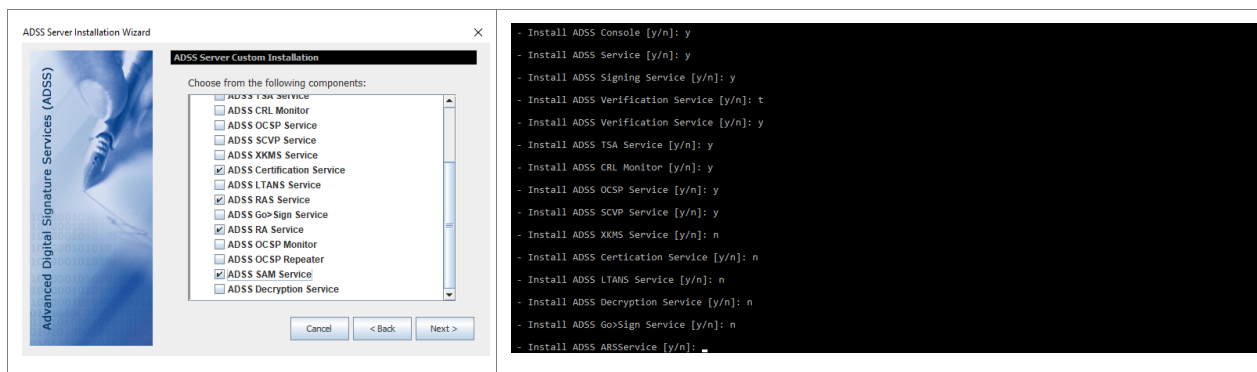 ADSS Server Installation Wizard
Advanced Digital Signature Services (ADSS)
ADSS Server Custom Installation
Choose from the following components:
ADSS TSA Service
ADSS CRL Monitor
ADSS OCSP Service
ADSS SCVP Service
ADSS XKMS Service
ADSS Certification Service
ADSS LTANS Service
ADSS RAS Service
ADSS Go>Sign Service
ADSS RA Service
ADSS OCSP Monitor
ADSS OCSP Repeater
ADSS SAM Service
ADSS Decryption Service
Cancel
< Back
Next >
- Install ADSS Console [y/n]: y
- Install ADSS Service [y/n]: y
- Install ADSS Signing Service [y/n]: y
- Install ADSS Verification Service [y/n]: t
- Install ADSS Verification Service [y/n]: y
- Install ADSS TSA Service [y/n]: y
- Install ADSS CRL Monitor [y/n]: y
- Install ADSS OCSP Service [y/n]: y
- Install ADSS SCVP Service [y/n]: y
- Install ADSS XKMS Service [y/n]: n
- Install ADSS Certication Service [y/n]: n
- Install ADSS LTANS Service [y/n]: n
- Install ADSS Decryption Service [y/n]: n
- Install ADSS Go>Sign Service [y/n]: n
- Install ADSS ARSService [y/n]: _